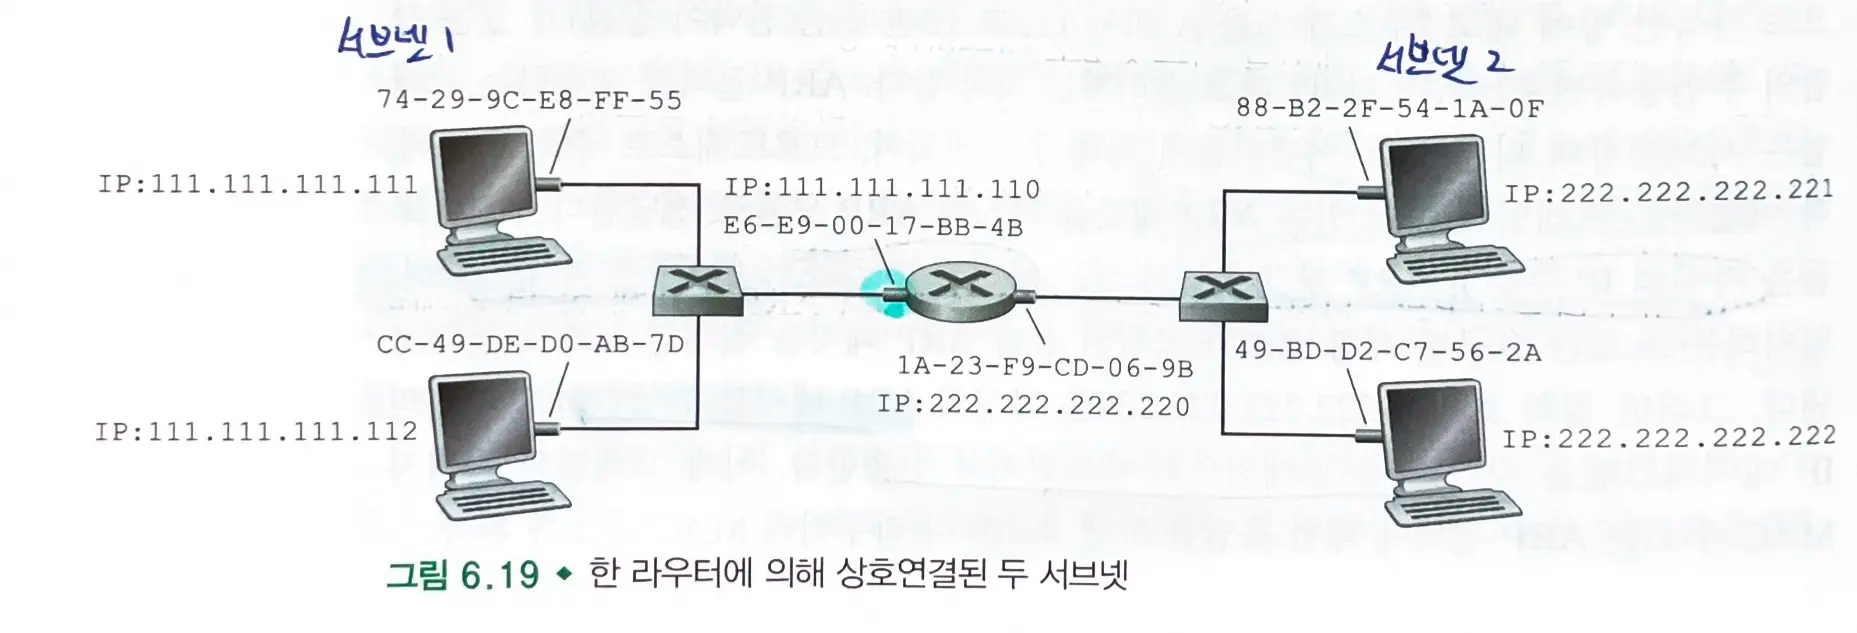 서브넷 1
서브넷 2
74-29-9C-E8-FF-55
88-B2-2F-54-1A-0F
IP:111.111.111.111
IP:111.111.111.110
E6-E9-00-17-BB-4B
IP:222.222.222.221
CC-49-DE-D0-AB-7D
1A-23-F9-CD-06-9B
IP:222.222.222.220
49-BD-D2-C7-56-2A
IP:111.111.111.112
IP:222.222.222.222
그림 6.19 ◆ 한 라우터에 의해 상호연결된 두 서브넷